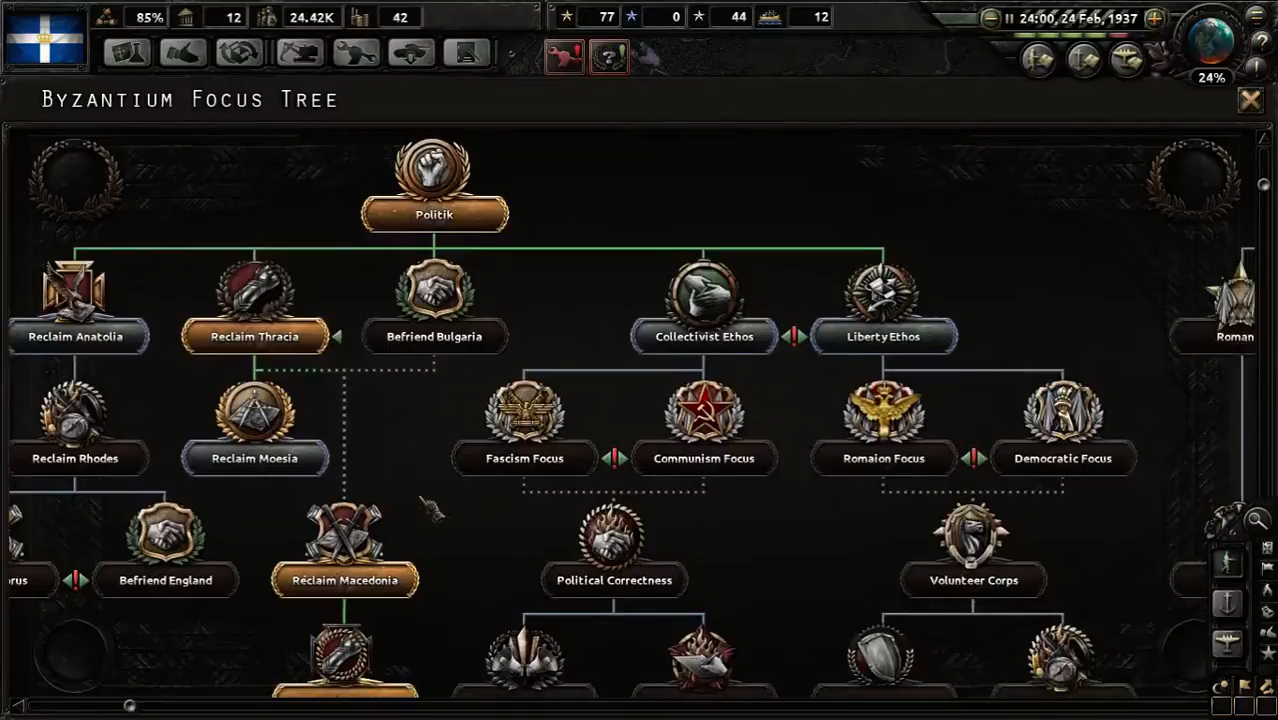 85% 12 24.42K 42 77 0 44 12 24:00, 24 Feb, 1937
24%
Byzantium Focus Tree
Politik
Reclaim Anatolia Reclaim Thracia Befriend Bulgaria Collectivist Ethos Liberty Ethos Roman
Reclaim Rhodes Reclaim Moesia Fascism Focus Communism Focus Romaion Focus Democratic Focus
rus Befriend England Reclaim Macedonia Political Correctness Volunteer Corps